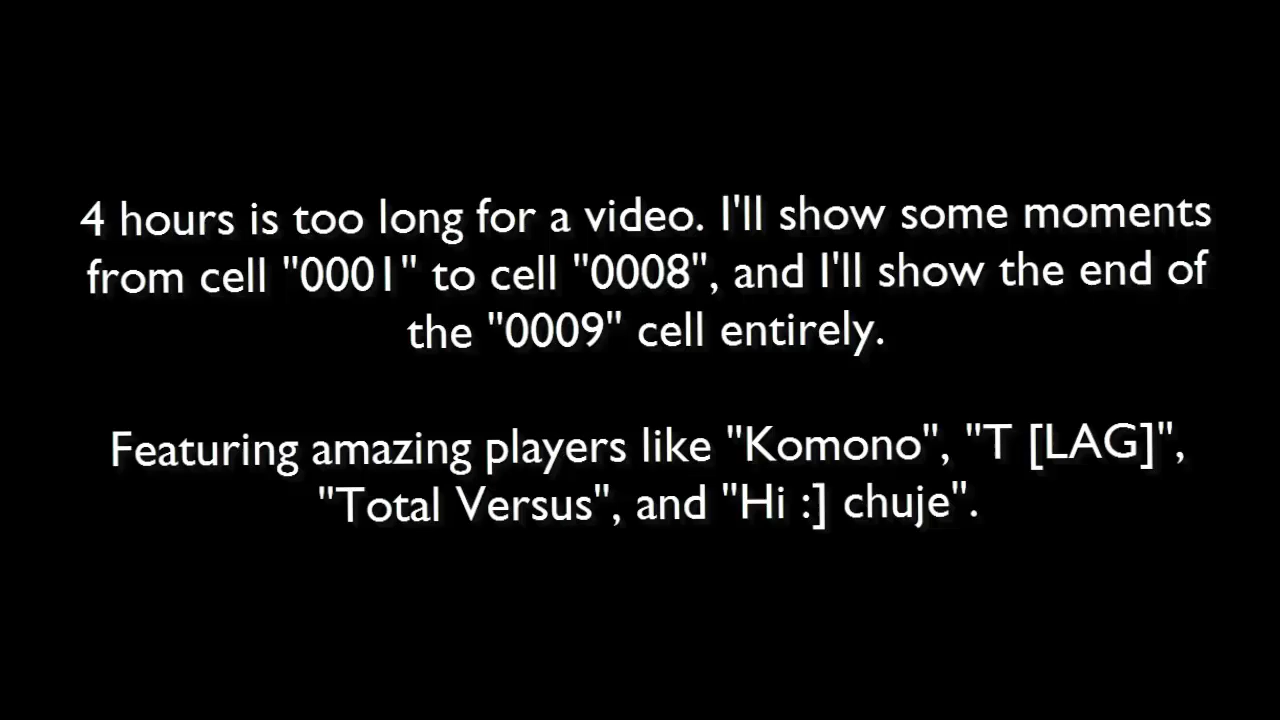 4 hours is too long for a video. I'll show some moments
from cell "0001" to cell "0008", and I'll show the end of
the "0009" cell entirely.
Featuring amazing players like "Komono", "T [LAG]",
"Total Versus", and "Hi :] chuje".